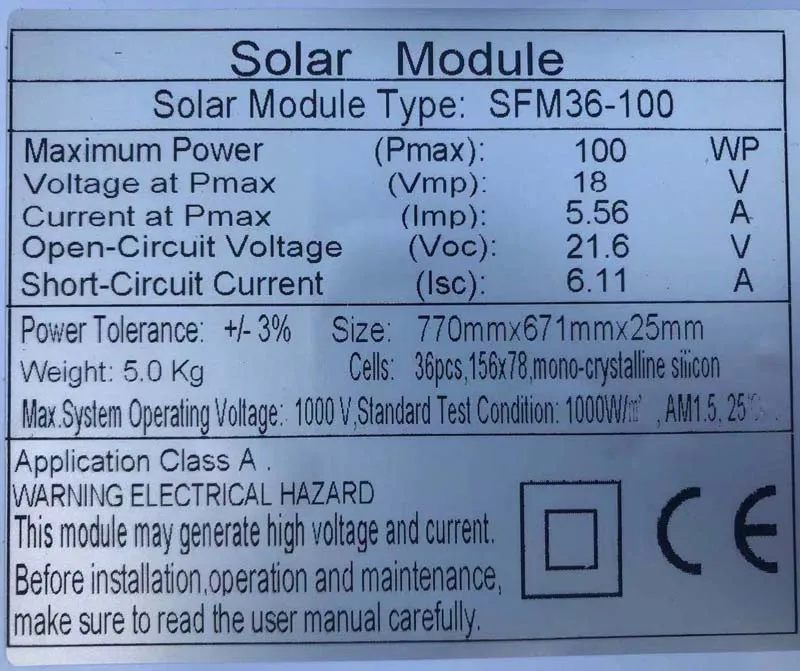 Solar Module
Solar Module Type: SFM36-100
Maximum Power (Pmax): 100 WP
Voltage at Pmax (Vmp): 18 V
Current at Pmax (Imp): 5.56 A
Open-Circuit Voltage (Voc): 21.6 V
Short-Circuit Current (Isc): 6.11 A
Power Tolerance: +/- 3% Size: 770mmx671mmx25mm
Weight: 5.0 Kg Cells: 36pcs,156x78,mono-crystalline silicon
Max.System Operating Voltage: 1000 V,Standard Test Condition: 1000W/㎡ ,AM1.5, 25℃ .
Application Class A .
WARNING ELECTRICAL HAZARD
This module may generate high voltage and current.
Before installation,operation and maintenance,
make sure to read the user manual carefully.
CE